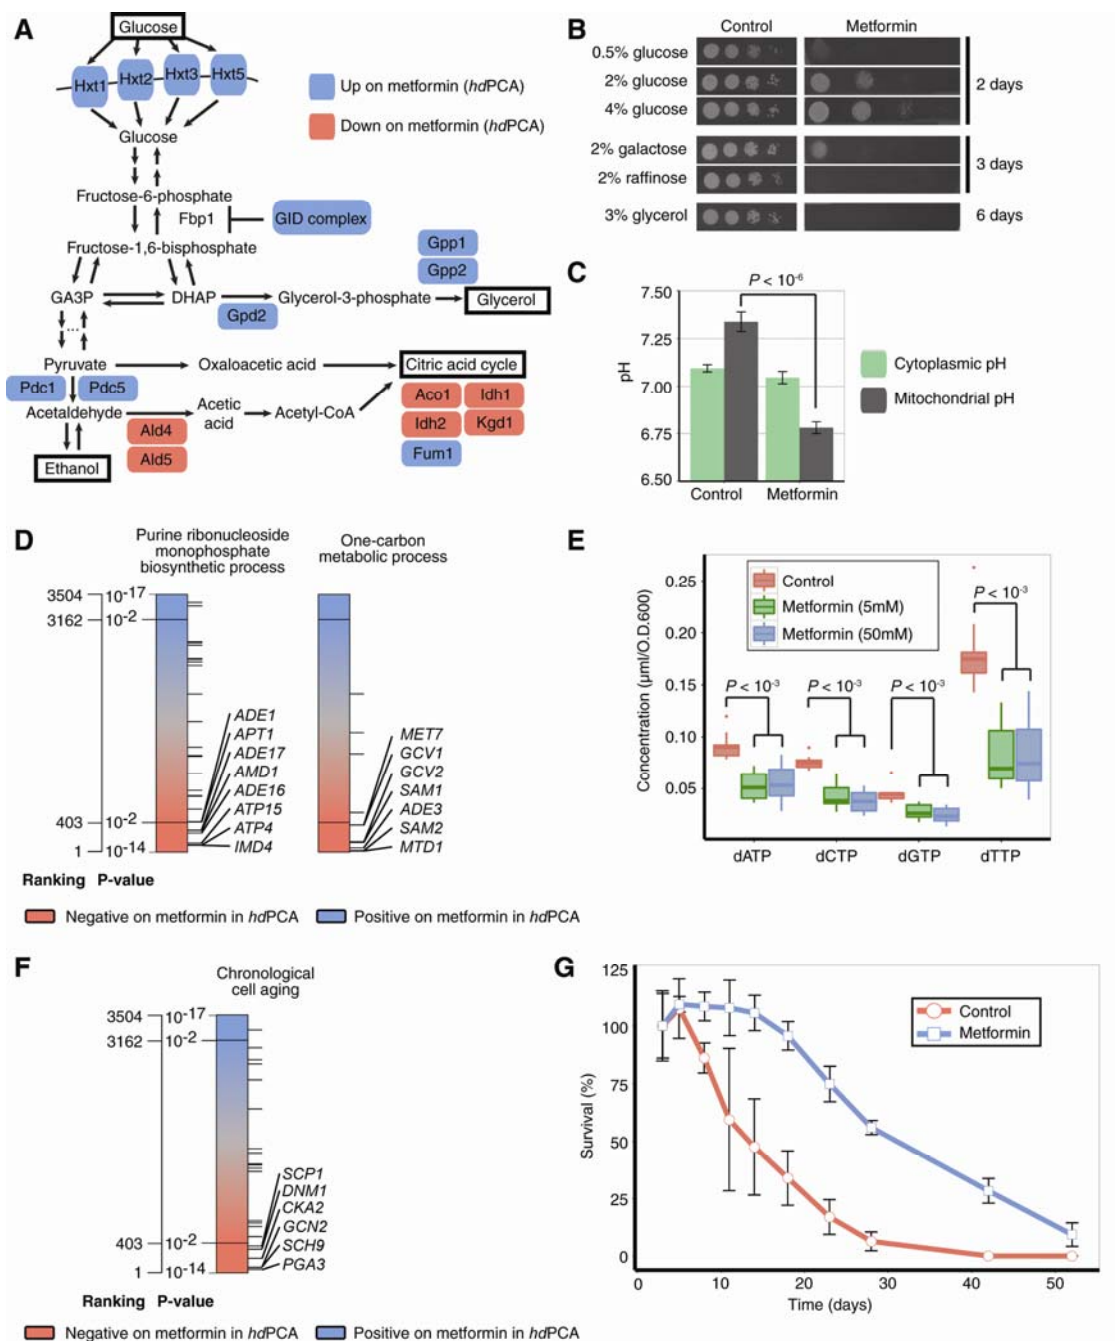 A
Glucose
Hxt1
Hxt2
Hxt3
Hxt5
Up on metformin (hdPCA)
Down on metformin (hdPCA)
Glucose
Fructose-6-phosphate
Fbp1
GID complex
Fructose-1,6-bisphosphate
Gpp1
Gpp2
GA3P
DHAP
Glycerol-3-phosphate
Glycerol
Gpd2
...
Pyruvate
Oxaloacetic acid
Citric acid cycle
Pdc1
Pdc5
Aco1
Idh1
Acetaldehyde
Acetic
acid
Acetyl-CoA
Ald4
Idh2
Kgd1
Ald5
Fum1
Ethanol
B
Control
Metformin
0.5% glucose
2% glucose
4% glucose
2 days
2% galactose
2% raffinose
3 days
3% glycerol
6 days
C
P < 10-6
7.50
7.25
7.00
6.75
6.50
pH
Control
Metformin
Cytoplasmic pH
Mitochondrial pH
D
Purine ribonucleoside
monophosphate
biosynthetic process
One-carbon
metabolic process
3504
10-17
3162
10-2
403
10-2
1
10-14
ADE1
APT1
ADE17
AMD1
ADE16
ATP15
ATP4
IMD4
MET7
GCV1
GCV2
SAM1
ADE3
SAM2
MTD1
Ranking P-value
Negative on metformin in hdPCA
Positive on metformin in hdPCA
E
Control
Metformin (5mM)
Metformin (50mM)
0.25
0.20
0.15
0.10
0.05
Concentration (µml/O.D.600)
P < 10-3
P < 10-3
P < 10-3
P < 10-3
dATP
dCTP
dGTP
dTTP
F
Chronological
cell aging
3504
10-17
3162
10-2
403
10-2
1
10-14
SCP1
DNM1
CKA2
GCN2
SCH9
PGA3
Ranking P-value
Negative on metformin in hdPCA
Positive on metformin in hdPCA
G
125
100
75
50
25
0
Survival (%)
Control
Metformin
0
10
20
30
40
50
Time (days)